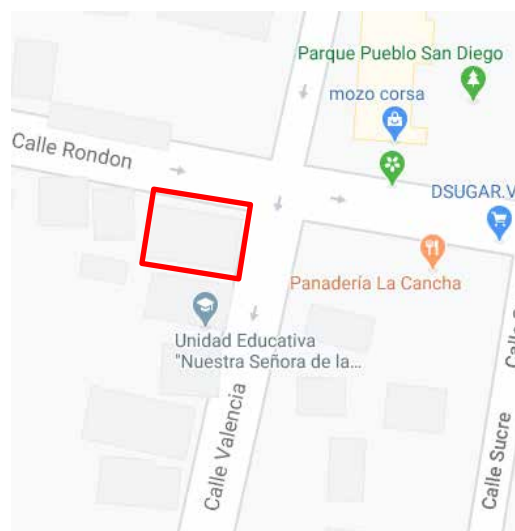 Parque Pueblo San Diego
mozo corsa
Calle Rondon
DSUGAR.V
Panadería La Cancha
Unidad Educativa
"Nuestra Señora de la...
Calle Valencia
Calle Sucre
Calle